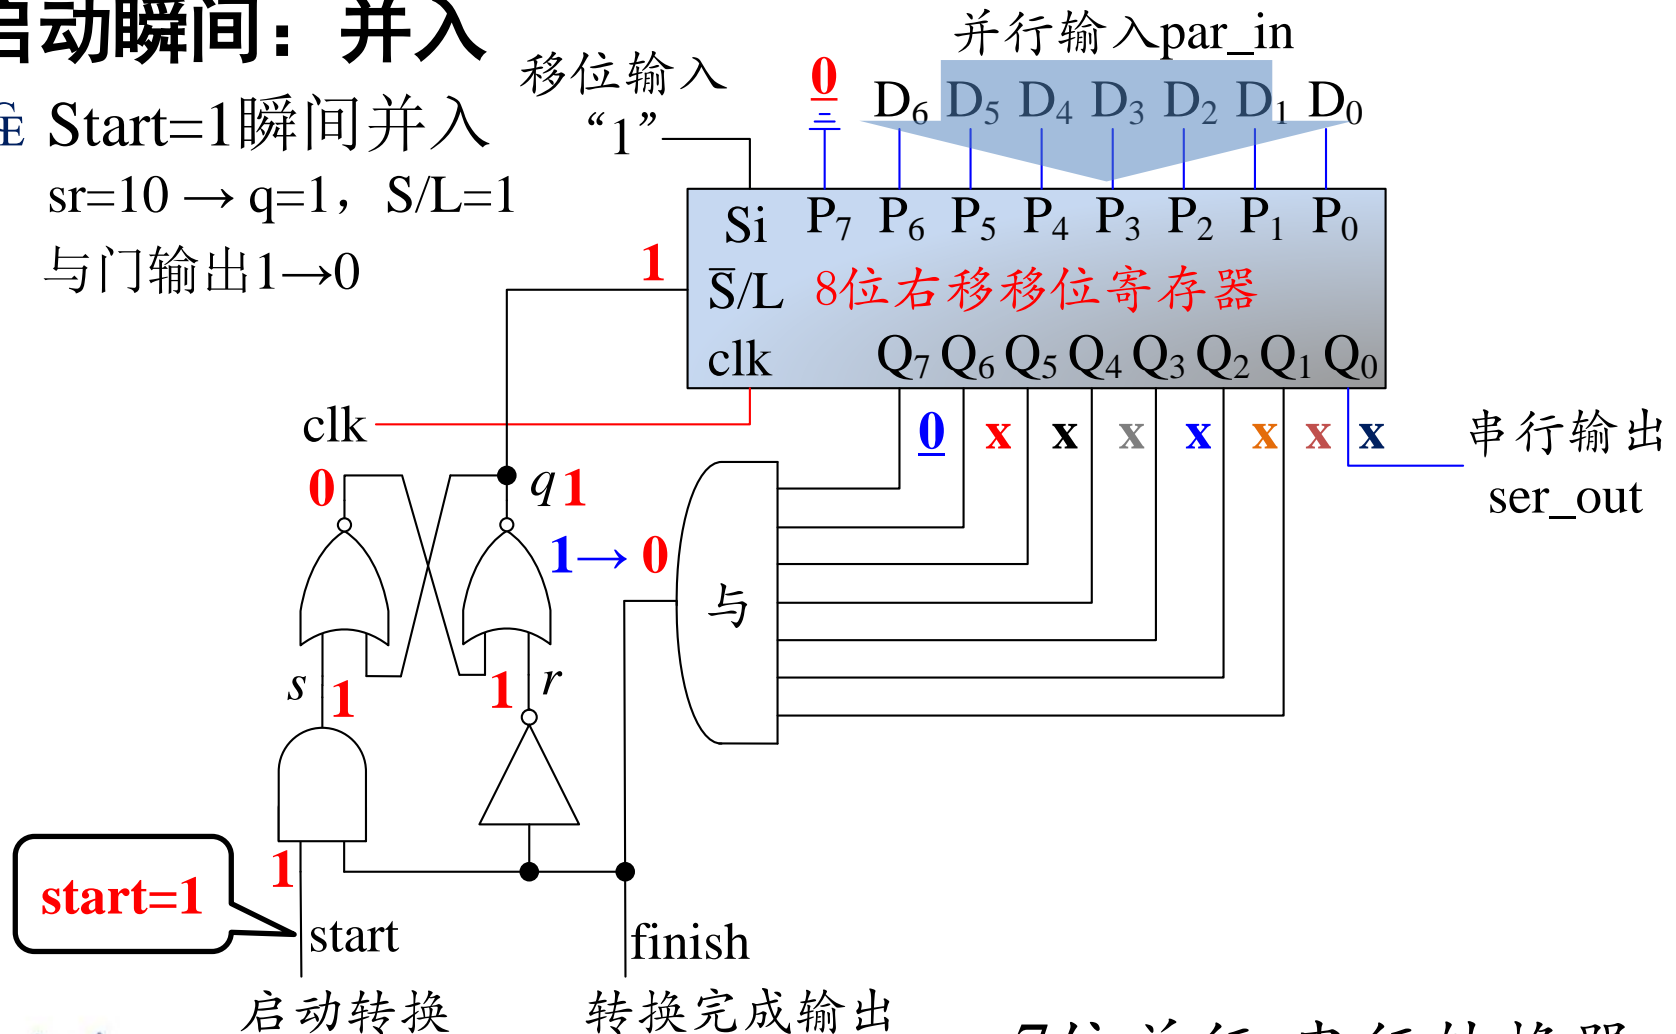 启动瞬间：并入
Start=1瞬间并入
sr=10 → q=1，S/L=1
与门输出1→0
移位输入
“1”
并行输入par_in
0 D₆ D₅ D₄ D₃ D₂ D₁ D₀
Si P₇ P₆ P₅ P₄ P₃ P₂ P₁ P₀
1
S̅/L 8位右移移位寄存器
clk Q₇ Q₆ Q₅ Q₄ Q₃ Q₂ Q₁ Q₀
clk
0 x x x x x x x
串行输出
ser_out
0
q 1
1→ 0
与
s 1
1 r
1
start=1
start
finish
启动转换
转换完成输出